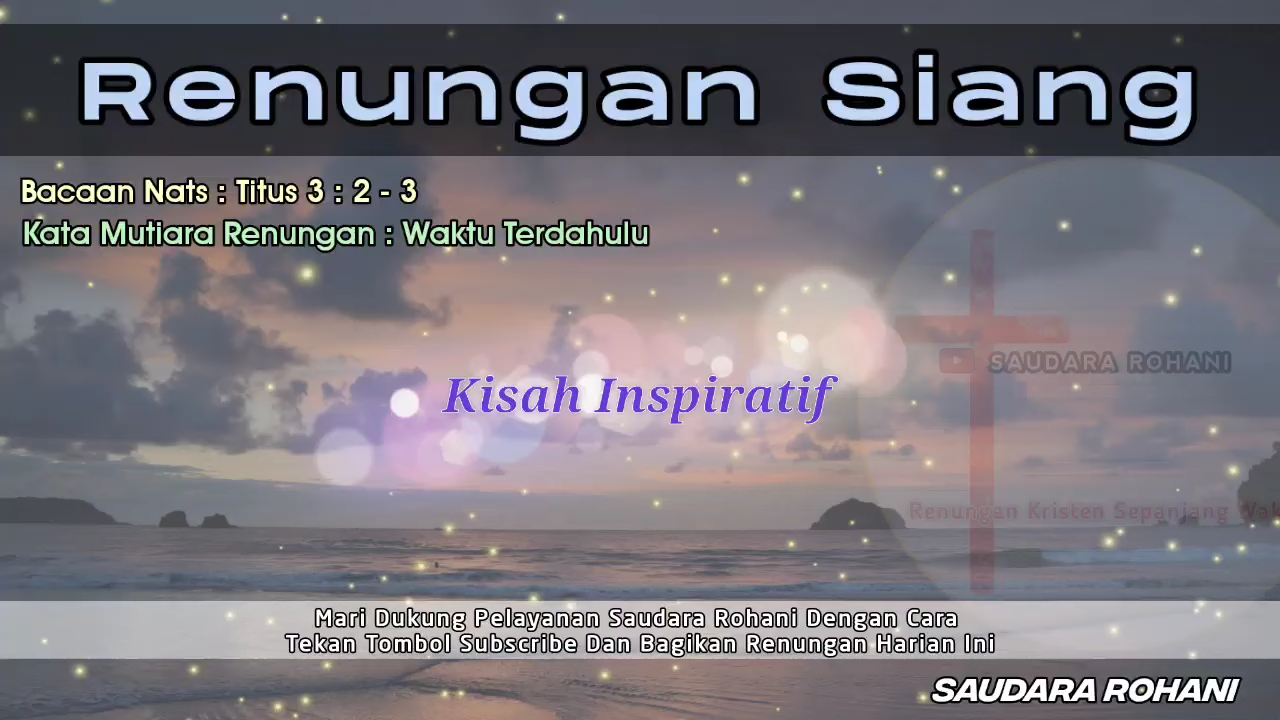 Renungan Siang
Bacaan Nats : Titus 3 : 2 - 3
Kata Mutiara Renungan : Waktu Terdahulu
SAUDARA ROHANI
Kisah Inspiratif
Renungan Kristen Sepanjang
Mari Dukung Pelayanan Saudara Rohani Dengan Cara
Tekan Tombol Subscribe Dan Bagikan Renungan Harian Ini
SAUDARA ROHANI